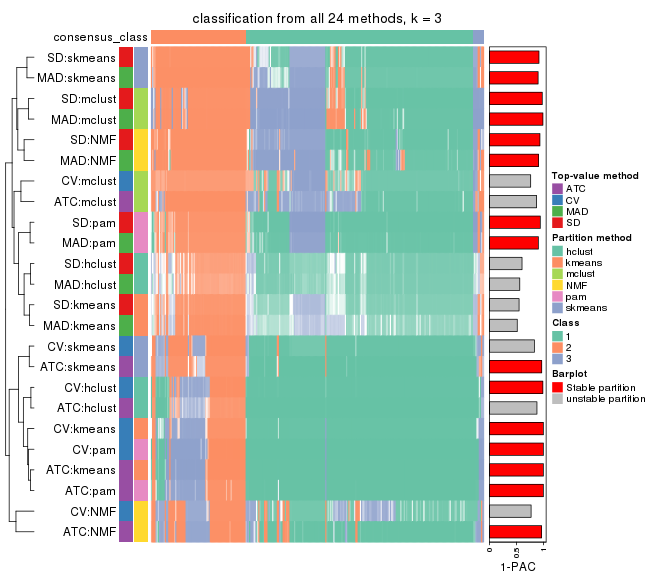 classification from all 24 methods, k = 3
consensus_class
SD:skmeans
MAD:skmeans
SD:mclust
MAD:mclust
SD:NMF
MAD:NMF
CV:mclust
ATC:mclust
SD:pam
MAD:pam
SD:hclust
MAD:hclust
SD:kmeans
MAD:kmeans
CV:skmeans
ATC:skmeans
CV:hclust
ATC:hclust
CV:kmeans
CV:pam
ATC:kmeans
ATC:pam
CV:NMF
ATC:NMF
0
0.5
1
1-PAC
Top-value method
ATC
CV
MAD
SD
Partition method
hclust
kmeans
mclust
NMF
pam
skmeans
Class
1
2
3
Barplot
Stable partition
unstable partition